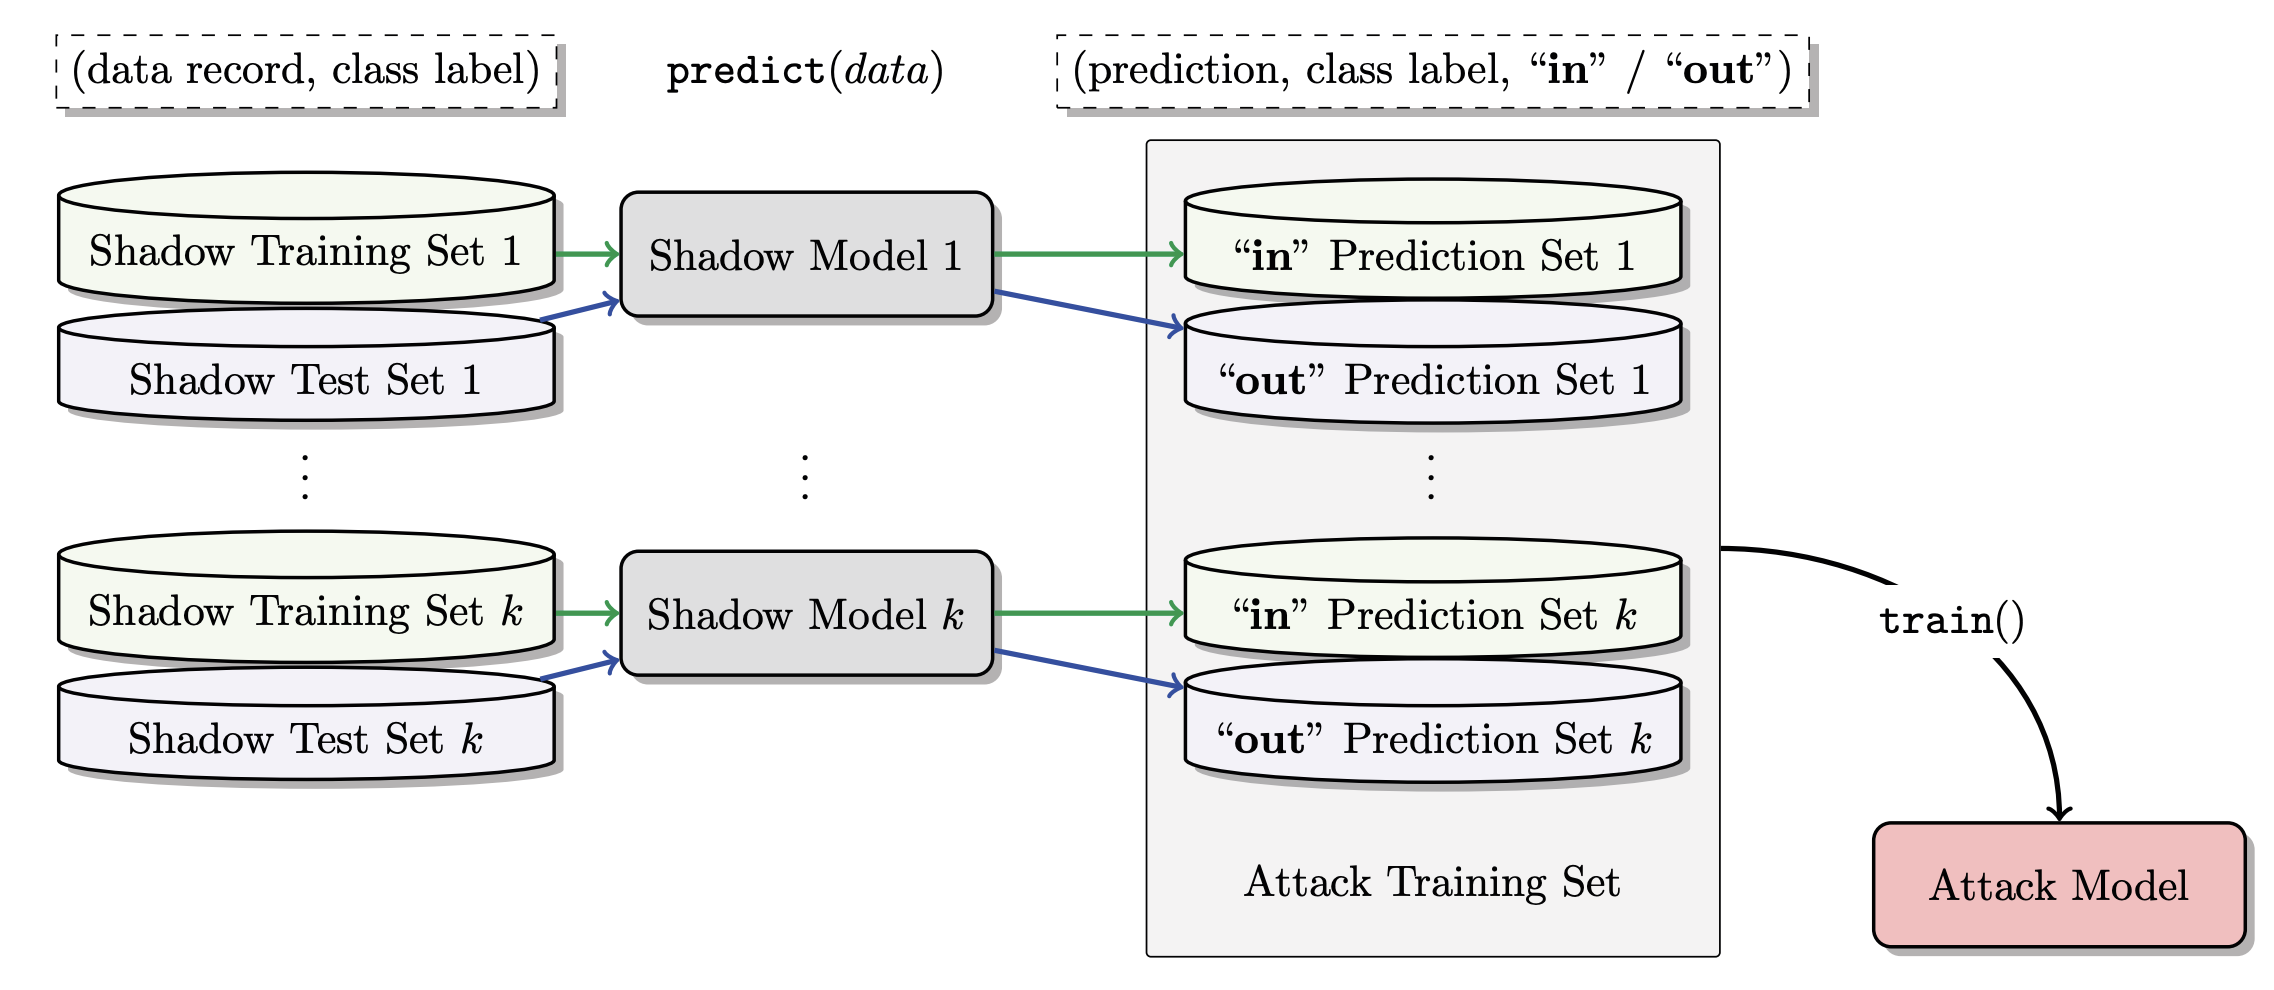 (data record, class label)
predict(data)
(prediction, class label, “in” / “out”)
Shadow Training Set 1
Shadow Model 1
“in” Prediction Set 1
Shadow Test Set 1
“out” Prediction Set 1
Shadow Training Set k
Shadow Model k
“in” Prediction Set k
train()
Shadow Test Set k
“out” Prediction Set k
Attack Training Set
Attack Model